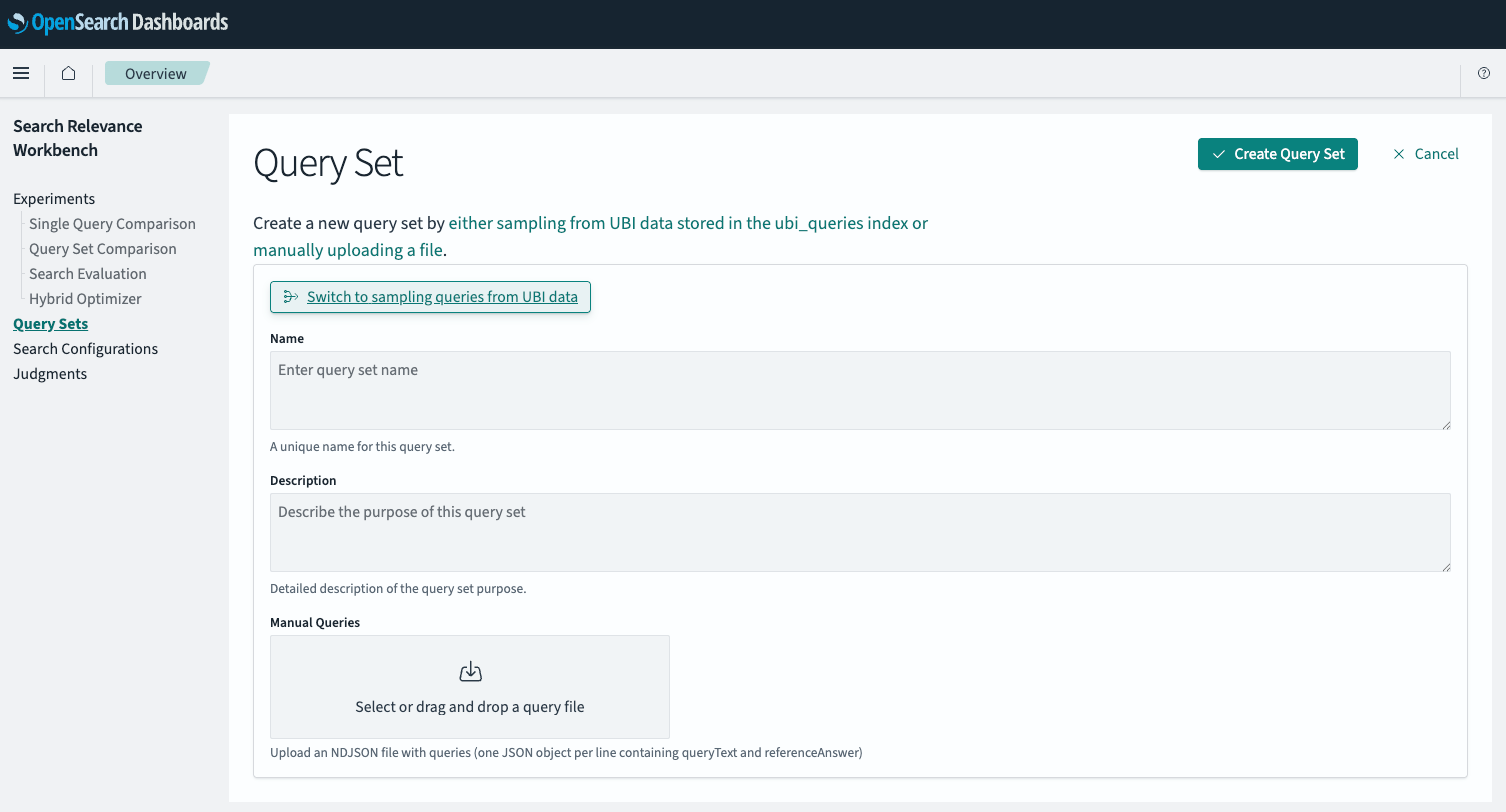 OpenSearch Dashboards
Overview
Search Relevance
Workbench
Experiments
Single Query Comparison
Query Set Comparison
Search Evaluation
Hybrid Optimizer
Query Sets
Search Configurations
Judgments
Query Set
Create Query Set
Cancel
Create a new query set by either sampling from UBI data stored in the ubi_queries index or
manually uploading a file.
Switch to sampling queries from UBI data
Name
Enter query set name
A unique name for this query set.
Description
Describe the purpose of this query set
Detailed description of the query set purpose.
Manual Queries
Select or drag and drop a query file
Upload an NDJSON file with queries (one JSON object per line containing queryText and referenceAnswer)